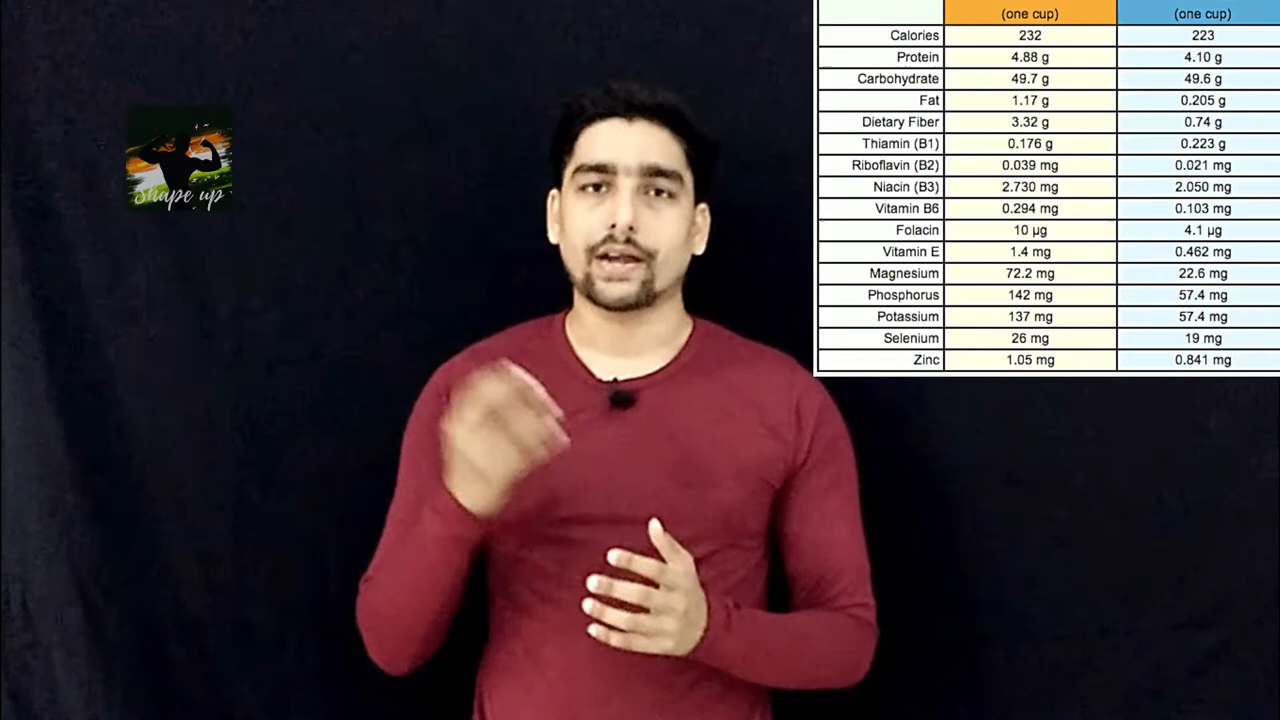 Shape up
(one cup) (one cup)
Calories 232 223
Protein 4.88 g 4.10 g
Carbohydrate 49.7 g 49.6 g
Fat 1.17 g 0.205 g
Dietary Fiber 3.32 g 0.74 g
Thiamin (B1) 0.176 g 0.223 g
Riboflavin (B2) 0.039 mg 0.021 mg
Niacin (B3) 2.730 mg 2.050 mg
Vitamin B6 0.294 mg 0.103 mg
Folacin 10 µg 4.1 µg
Vitamin E 1.4 mg 0.462 mg
Magnesium 72.2 mg 22.6 mg
Phosphorus 142 mg 57.4 mg
Potassium 137 mg 57.4 mg
Selenium 26 mg 19 mg
Zinc 1.05 mg 0.841 mg